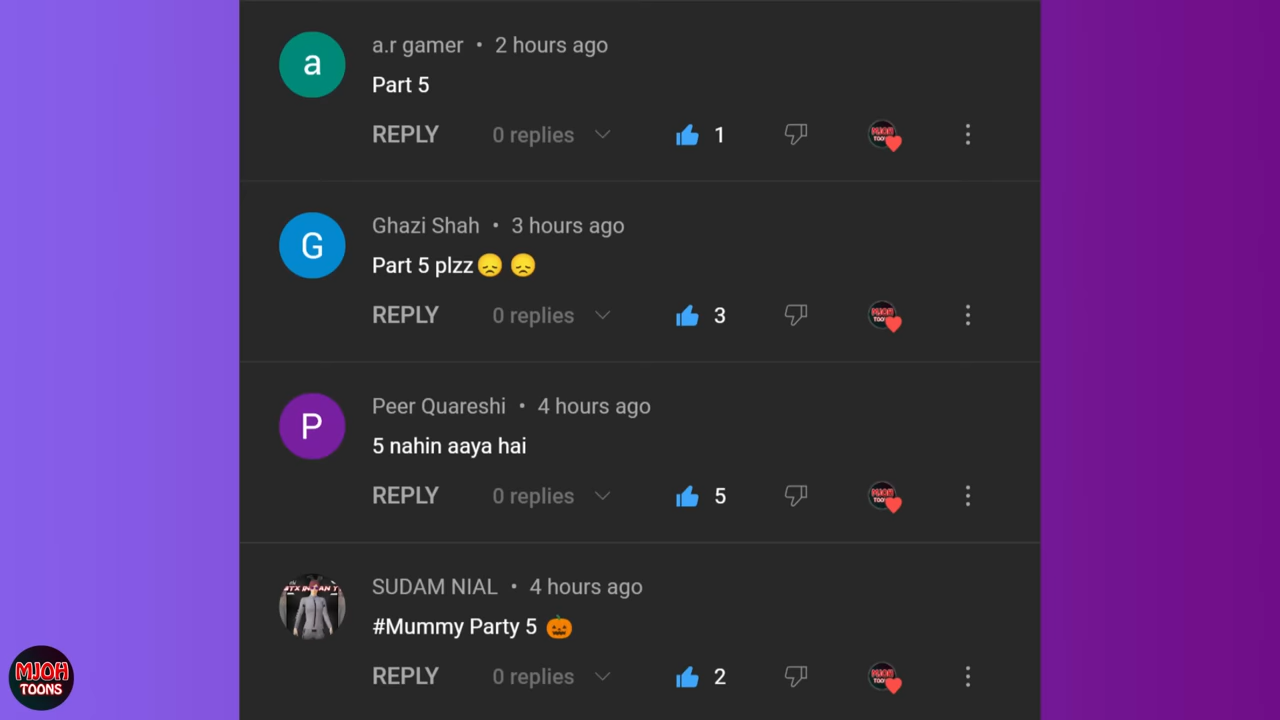 a
a.r gamer • 2 hours ago
Part 5
REPLY 0 replies 1
G
Ghazi Shah • 3 hours ago
Part 5 plzz😞 😞
REPLY 0 replies 3
P
Peer Quareshi • 4 hours ago
5 nahin aaya hai
REPLY 0 replies 5
SUDAM NIAL • 4 hours ago
#Mummy Party 5 🎃
REPLY 0 replies 2
MJOH
TOONS